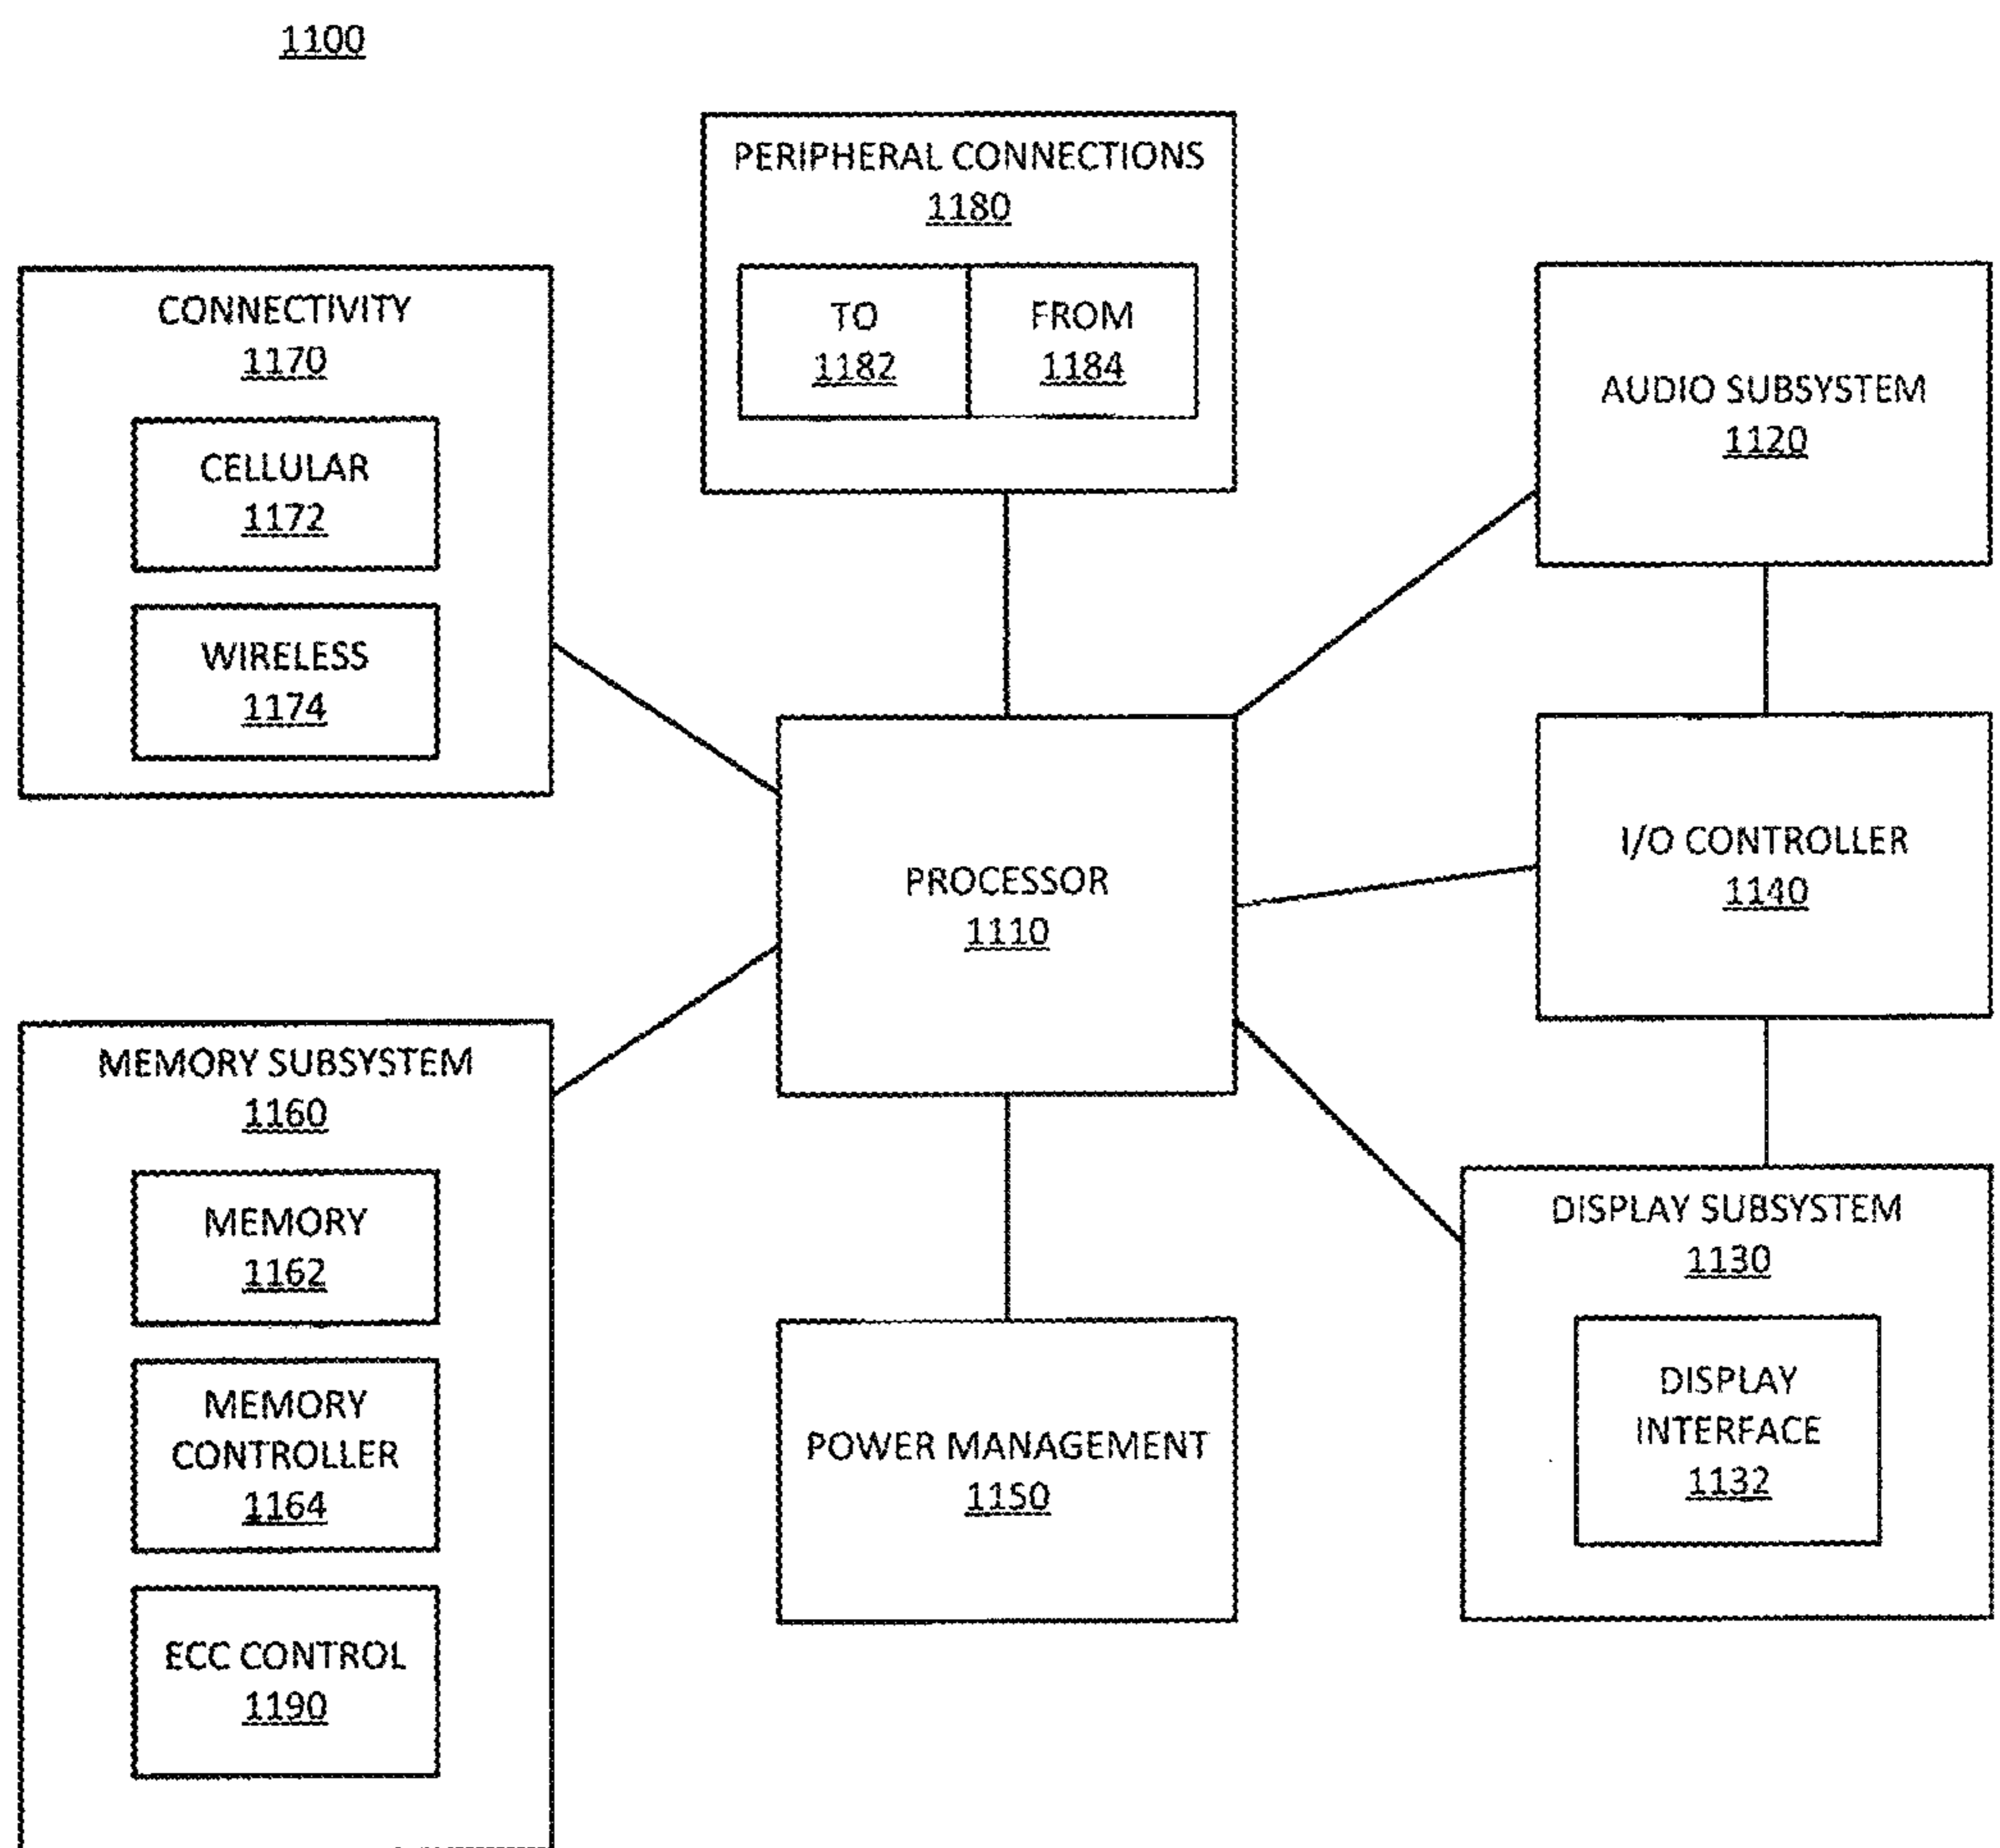 1100
PERIPHERAL CONNECTIONS
1180
TO
1182
FROM
1184
CONNECTIVITY
1170
CELLULAR
1172
WIRELESS
1174
AUDIO SUBSYSTEM
1120
PROCESSOR
1110
I/O CONTROLLER
1140
MEMORY SUBSYSTEM
1160
MEMORY
1162
MEMORY
CONTROLLER
1164
ECC CONTROL
1190
POWER MANAGEMENT
1150
DISPLAY SUBSYSTEM
1130
DISPLAY
INTERFACE
1132